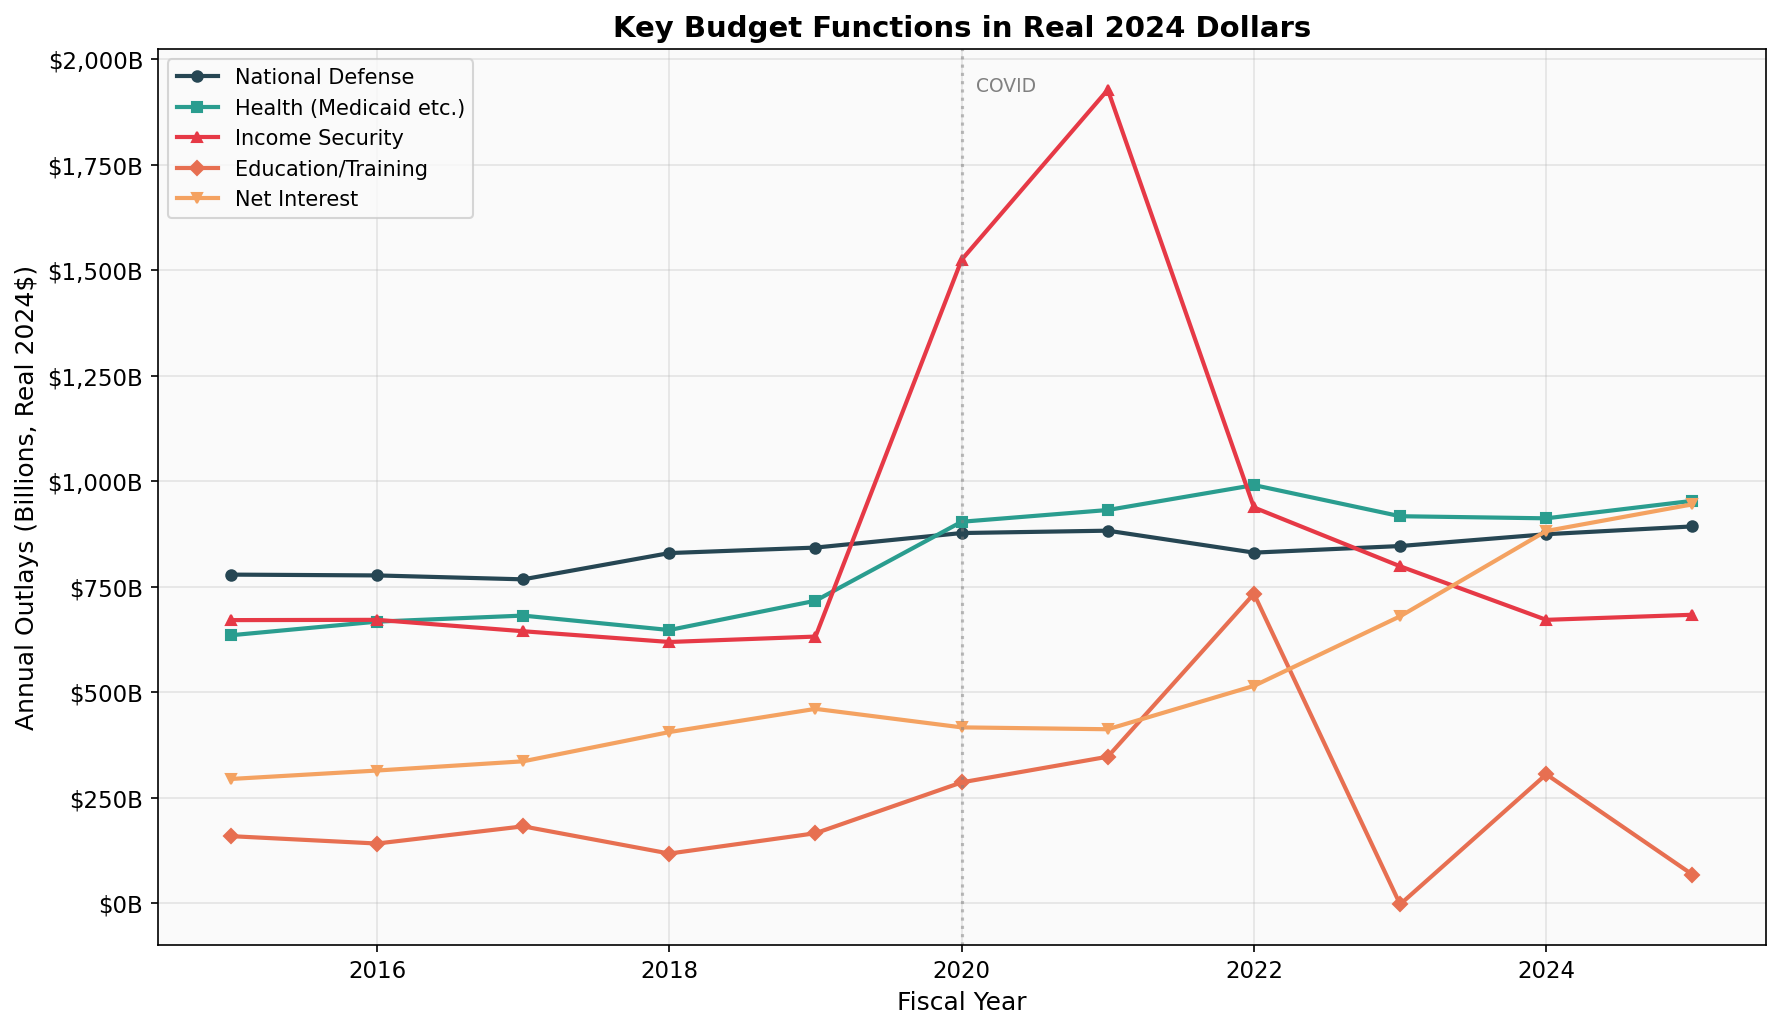 Key Budget Functions in Real 2024 Dollars
$2,000B
$1,750B
$1,500B
$1,250B
$1,000B
$750B
$500B
$250B
$0B
Annual Outlays (Billions, Real 2024$)
National Defense
Health (Medicaid etc.)
Income Security
Education/Training
Net Interest
COVID
2016
2018
2020
2022
2024
Fiscal Year